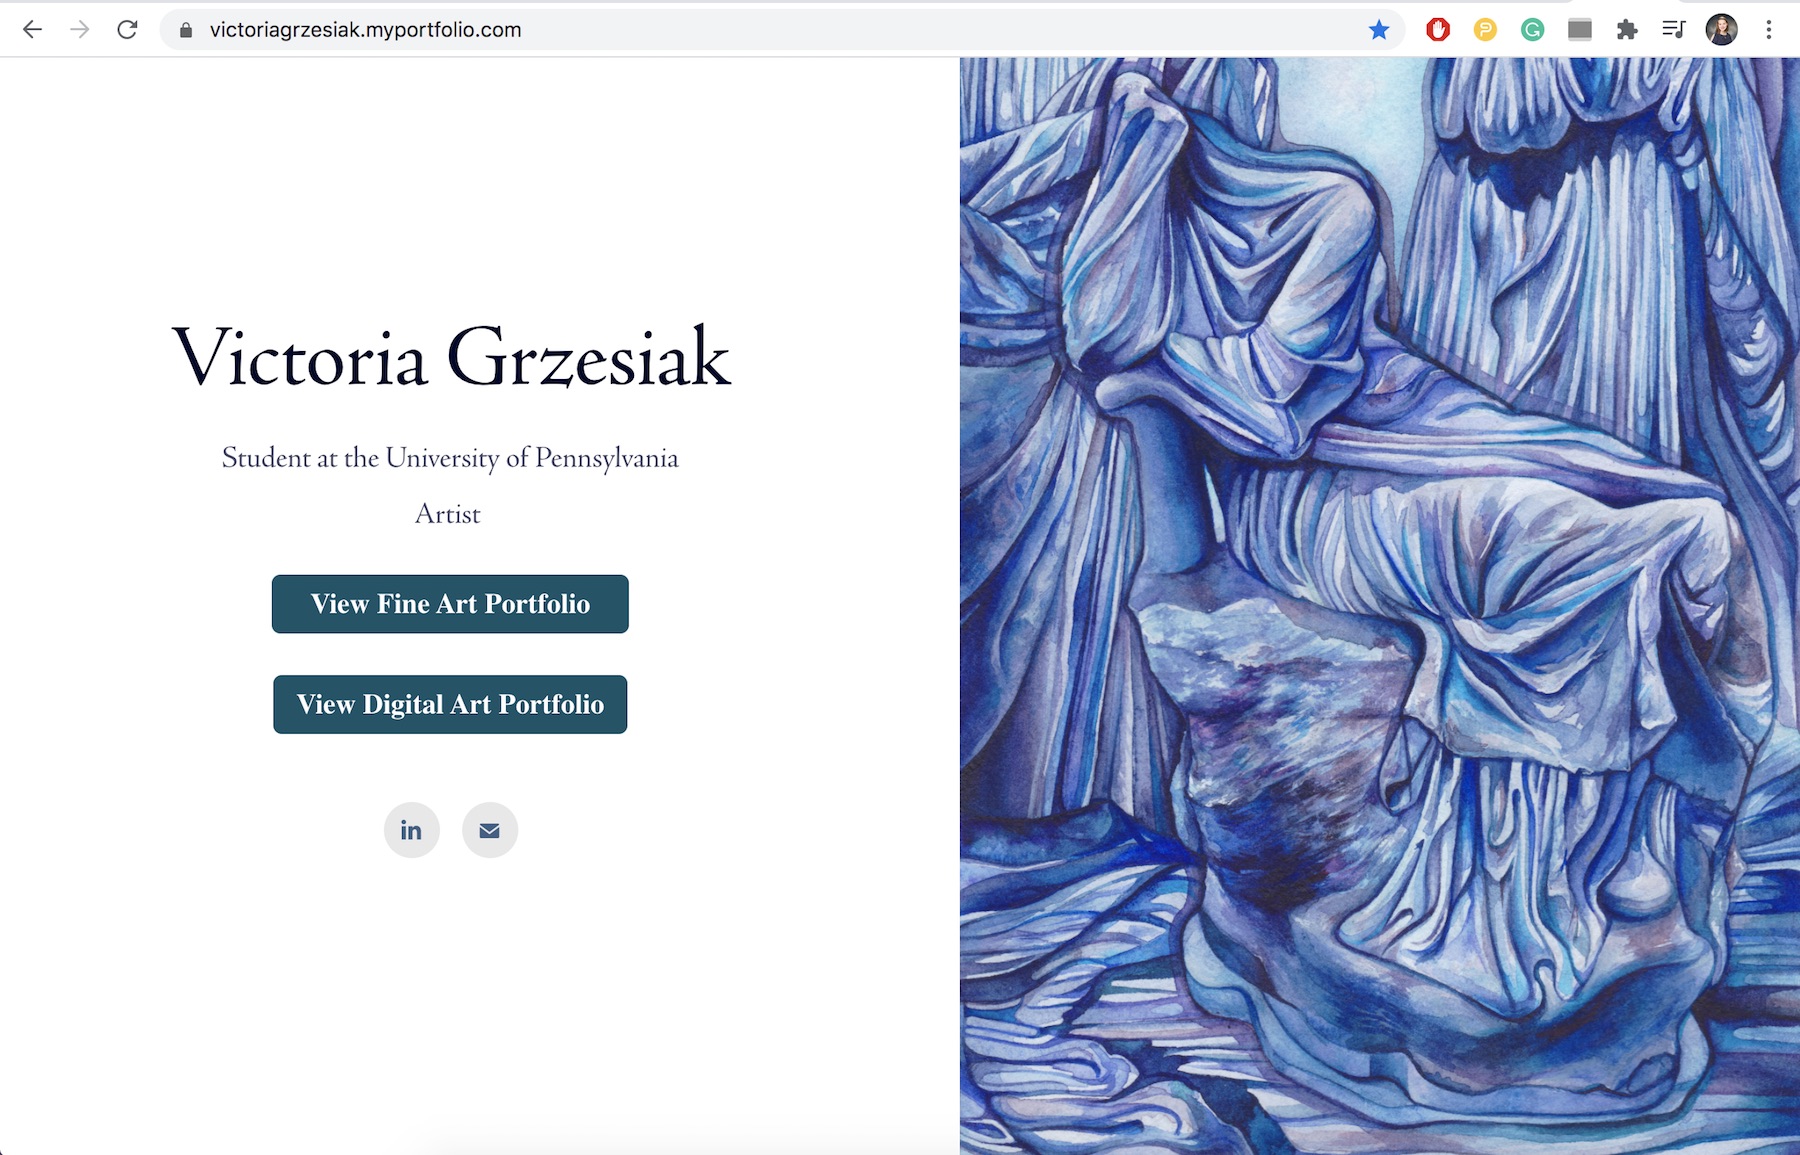 victoriagrzesiak.myportfolio.com
Victoria Grzesiak
Student at the University of Pennsylvania
Artist
View Fine Art Portfolio
View Digital Art Portfolio
in